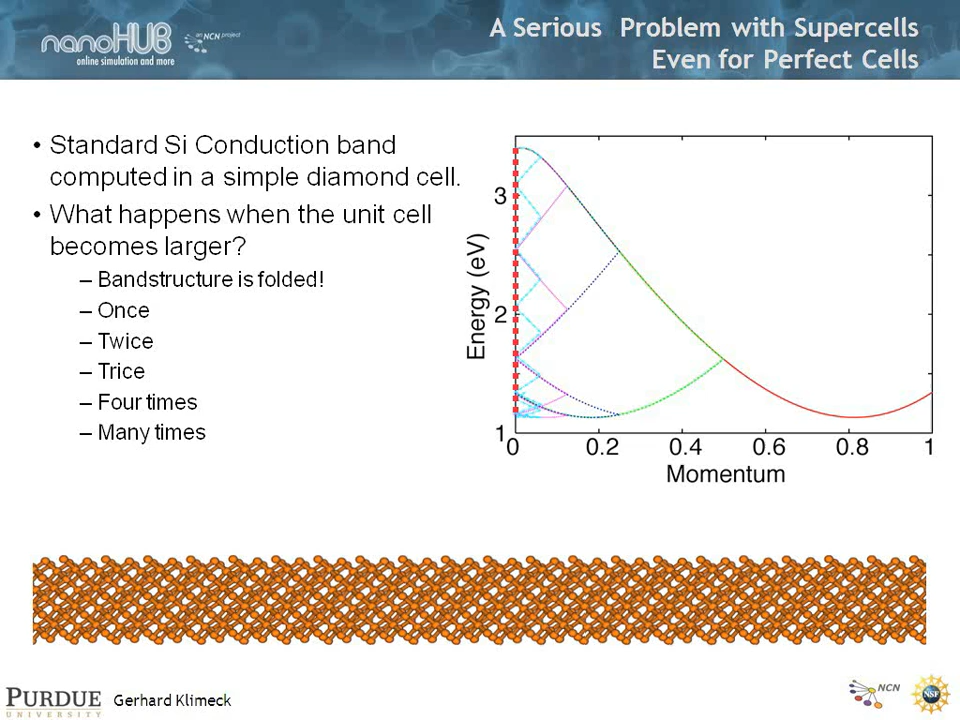 nanoHUB
an NCN project
online simulation and more
A Serious Problem with Supercells
Even for Perfect Cells
• Standard Si Conduction band
computed in a simple diamond cell.
• What happens when the unit cell
becomes larger?
– Bandstructure is folded!
– Once
– Twice
– Trice
– Four times
– Many times
Energy (eV)
3
2
1
0 0.2 0.4 0.6 0.8 1
Momentum
PURDUE
UNIVERSITY
Gerhard Klimeck
NCN
NSF